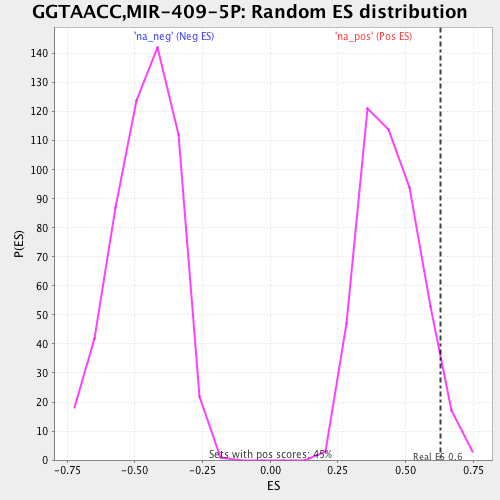 GGTAACC,MIR-409-5P: Random ES distribution
'na_neg' (Neg ES) 'na_pos' (Pos ES)
140
130
120
110
100
90
80
70
60
50
40
30
20
10
0
P(ES)
Sets with pos scores: 45%
Real ES 0.6
-0.75 -0.50 -0.25 0.00 0.25 0.50 0.75
ES